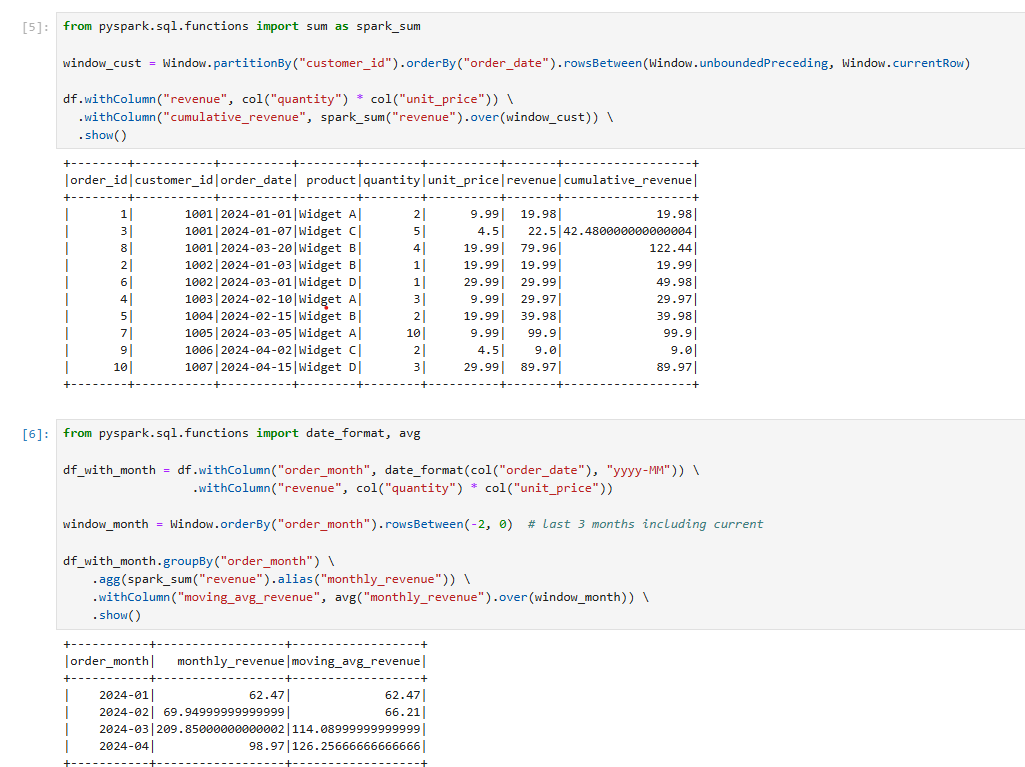 [5]: from pyspark.sql.functions import sum as spark_sum
window_cust = Window.partitionBy("customer_id").orderBy("order_date").rowsBetween(Window.unboundedPreceding, Window.currentRow)
df.withColumn("revenue", col("quantity") * col("unit_price")) \
  .withColumn("cumulative_revenue", spark_sum("revenue").over(window_cust)) \
  .show()
+--------+-----------+----------+--------+--------+----------+-------+------------------+
|order_id|customer_id|order_date| product|quantity|unit_price|revenue|cumulative_revenue|
+--------+-----------+----------+--------+--------+----------+-------+------------------+
|       1|       1001|2024-01-01|Widget A|       2|      9.99|  19.98|             19.98|
|       3|       1001|2024-01-07|Widget C|       5|       4.5|   22.5|42.480000000000004|
|       8|       1001|2024-03-20|Widget B|       4|     19.99|  79.96|            122.44|
|       2|       1002|2024-01-03|Widget B|       1|     19.99|  19.99|             19.99|
|       6|       1002|2024-03-01|Widget D|       1|     29.99|  29.99|             49.98|
|       4|       1003|2024-02-10|Widget A|       3|      9.99|  29.97|             29.97|
|       5|       1004|2024-02-15|Widget B|       2|     19.99|  39.98|             39.98|
|       7|       1005|2024-03-05|Widget A|      10|      9.99|   99.9|              99.9|
|       9|       1006|2024-04-02|Widget C|       2|       4.5|    9.0|               9.0|
|      10|       1007|2024-04-15|Widget D|       3|     29.99|  89.97|             89.97|
+--------+-----------+----------+--------+--------+----------+-------+------------------+
[6]: from pyspark.sql.functions import date_format, avg
df_with_month = df.withColumn("order_month", date_format(col("order_date"), "yyyy-MM")) \
                  .withColumn("revenue", col("quantity") * col("unit_price"))
window_month = Window.orderBy("order_month").rowsBetween(-2, 0)  # last 3 months including current
df_with_month.groupBy("order_month") \
    .agg(spark_sum("revenue").alias("monthly_revenue")) \
    .withColumn("moving_avg_revenue", avg("monthly_revenue").over(window_month)) \
    .show()
+-----------+------------------+------------------+
|order_month|   monthly_revenue|moving_avg_revenue|
+-----------+------------------+------------------+
|    2024-01|             62.47|             62.47|
|    2024-02| 69.94999999999999|             66.21|
|    2024-03|209.85000000000002|114.08999999999999|
|    2024-04|             98.97|126.25666666666666|
+-----------+------------------+------------------+